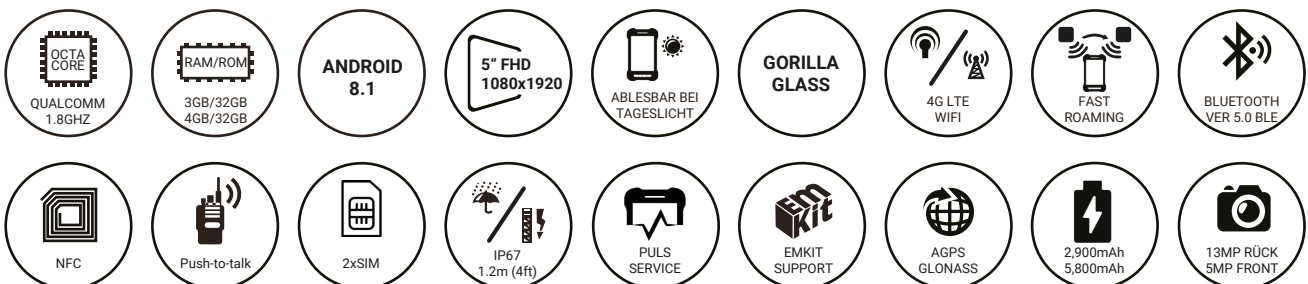 OCTA
CORE
QUALCOMM
1.8GHZ
RAM/ROM
3GB/32GB
4GB/32GB
ANDROID
8.1
5“ FHD
1080x1920
ABLESBAR BEI
TAGESLICHT
GORILLA
GLASS
4G LTE
WIFI
FAST
ROAMING
BLUETOOTH
VER 5.0 BLE
NFC
Push-to-talk
2xSIM
IP67
1.2m (4ft)
PULS
SERVICE
Em
Kit
EMKIT
SUPPORT
AGPS
GLONASS
2,900mAh
5,800mAh
13MP RÜCK
5MP FRONT